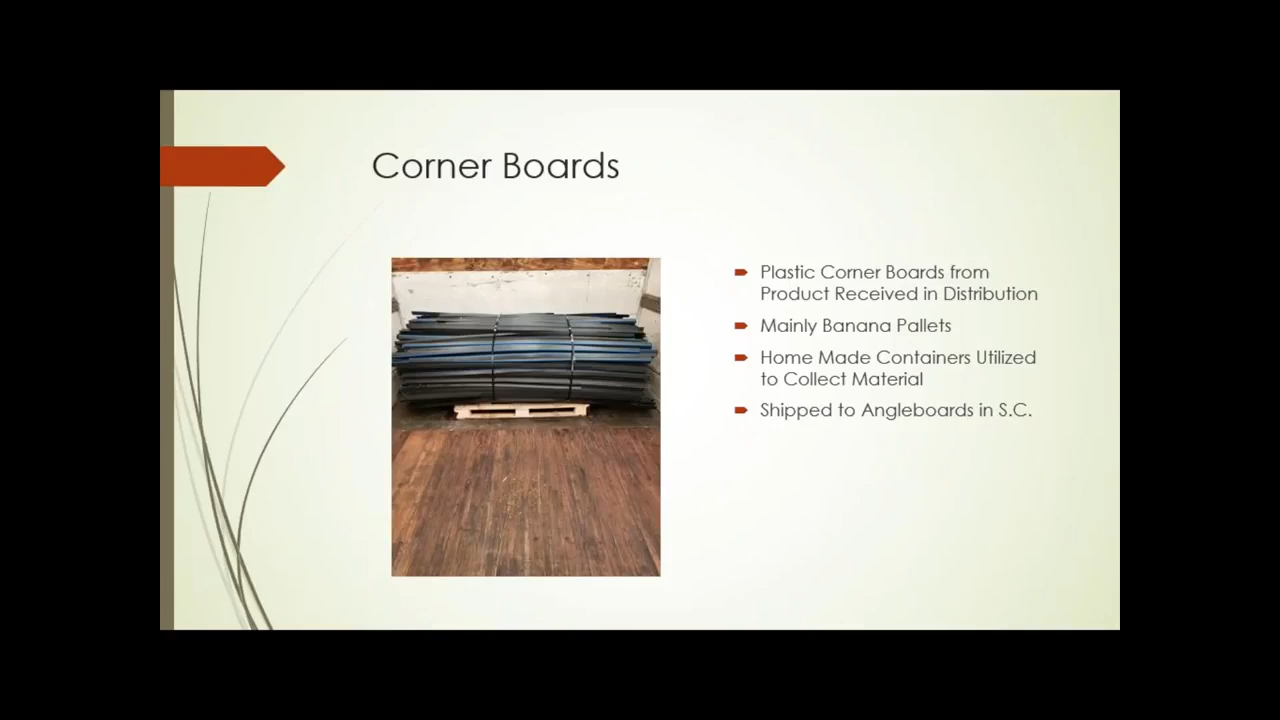 Corner Boards
Plastic Corner Boards from
Product Received in Distribution
Mainly Banana Pallets
Home Made Containers Utilized
to Collect Material
Shipped to Angleboards in S.C.